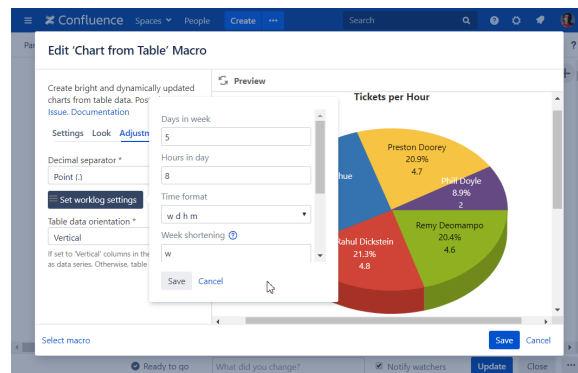 Confluence Spaces People Create ••• Search
Edit 'Chart from Table' Macro
Create bright and dynamically updated
charts from table data. Pos
Issue. Documentation
Settings Look Adjustm
Decimal separator *
Point (.)
Set worklog settings
Table data orientation *
Vertical
If set to 'Vertical' columns in the
as data series. Otherwise, table
Days in week
5
Hours in day
8
Time format
w d h m
Week shortening
w
Save Cancel
Preview
Tickets per Hour
Preston Doorey
20.9%
4.7
Phill Doyle
8.9%
2
hue
Remy Deomampo
20.4%
4.6
Rahul Dickstein
21.3%
4.8
Select macro
Save Cancel
Ready to go What did you change? Notify watchers Update Close •••